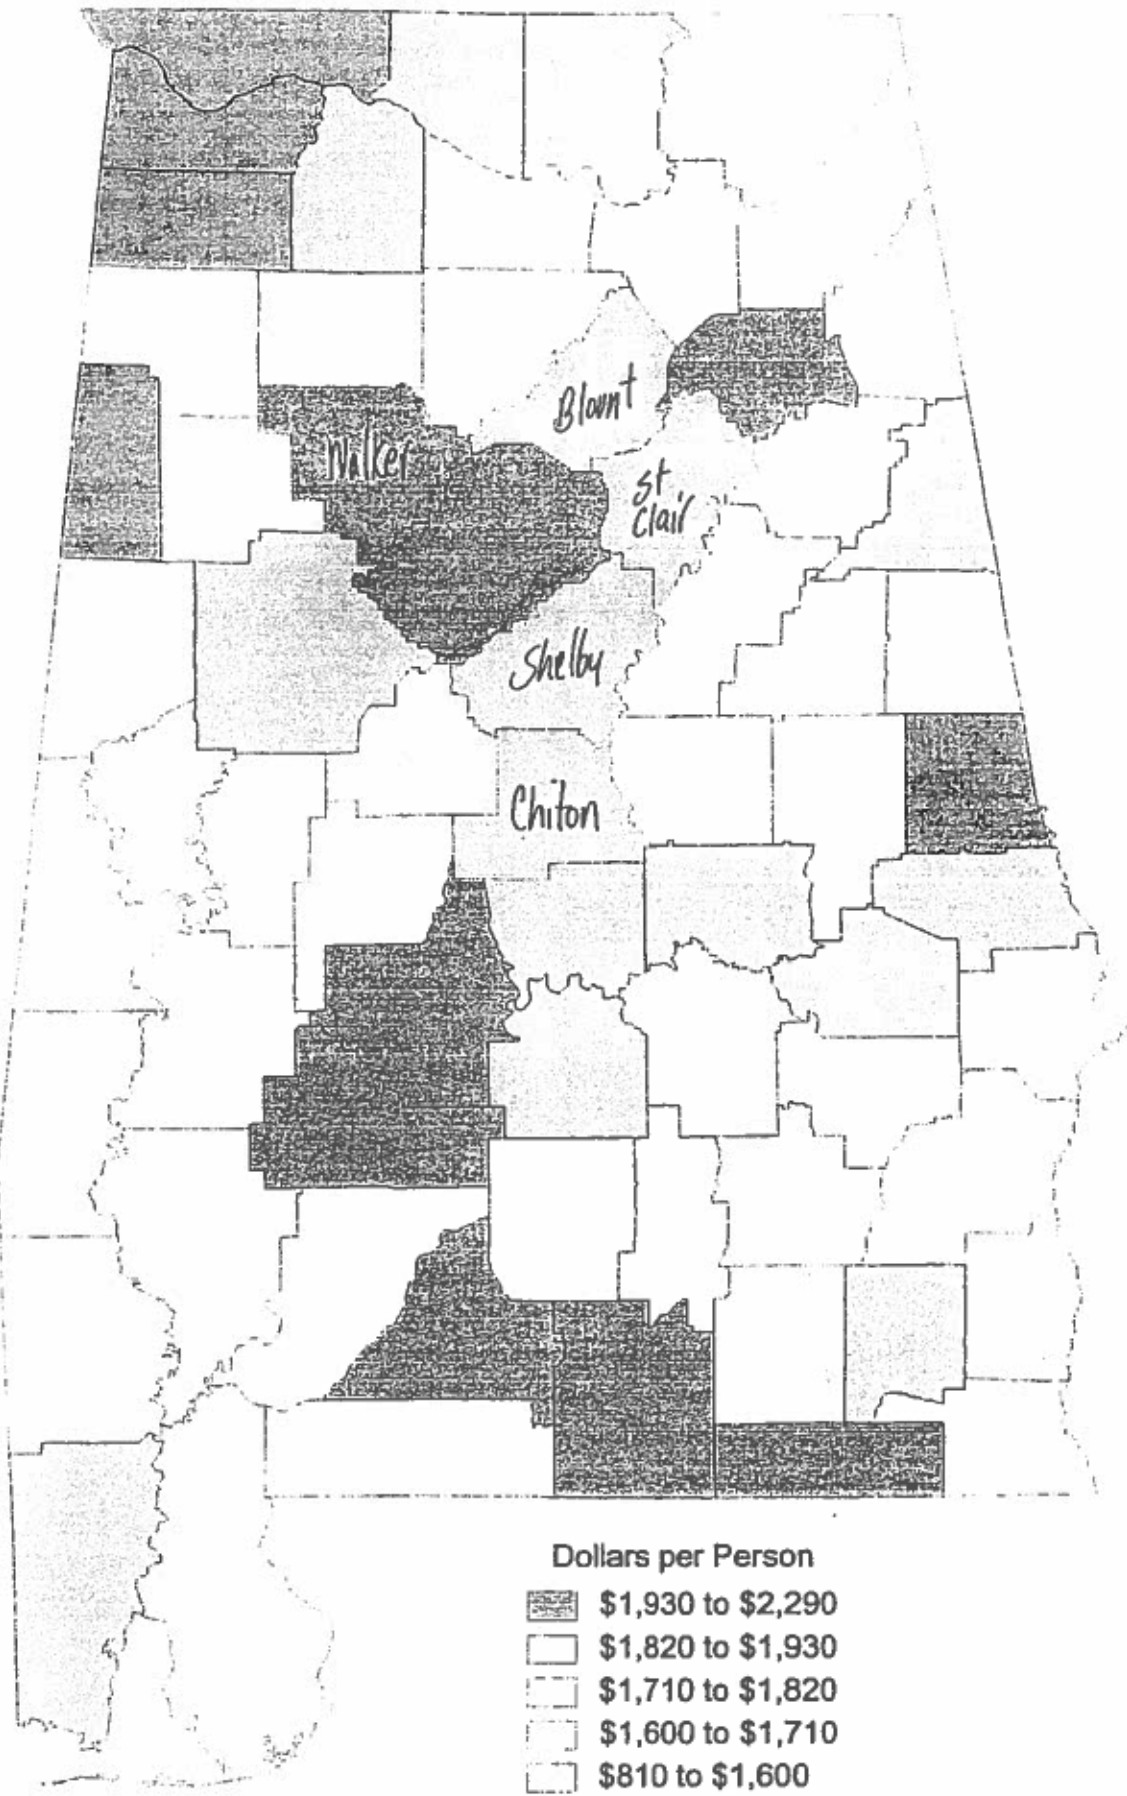 Blount
Walker
St
Clair
Shelby
Chiton
Dollars per Person
$1,930 to $2,290
$1,820 to $1,930
$1,710 to $1,820
$1,600 to $1,710
$810 to $1,600